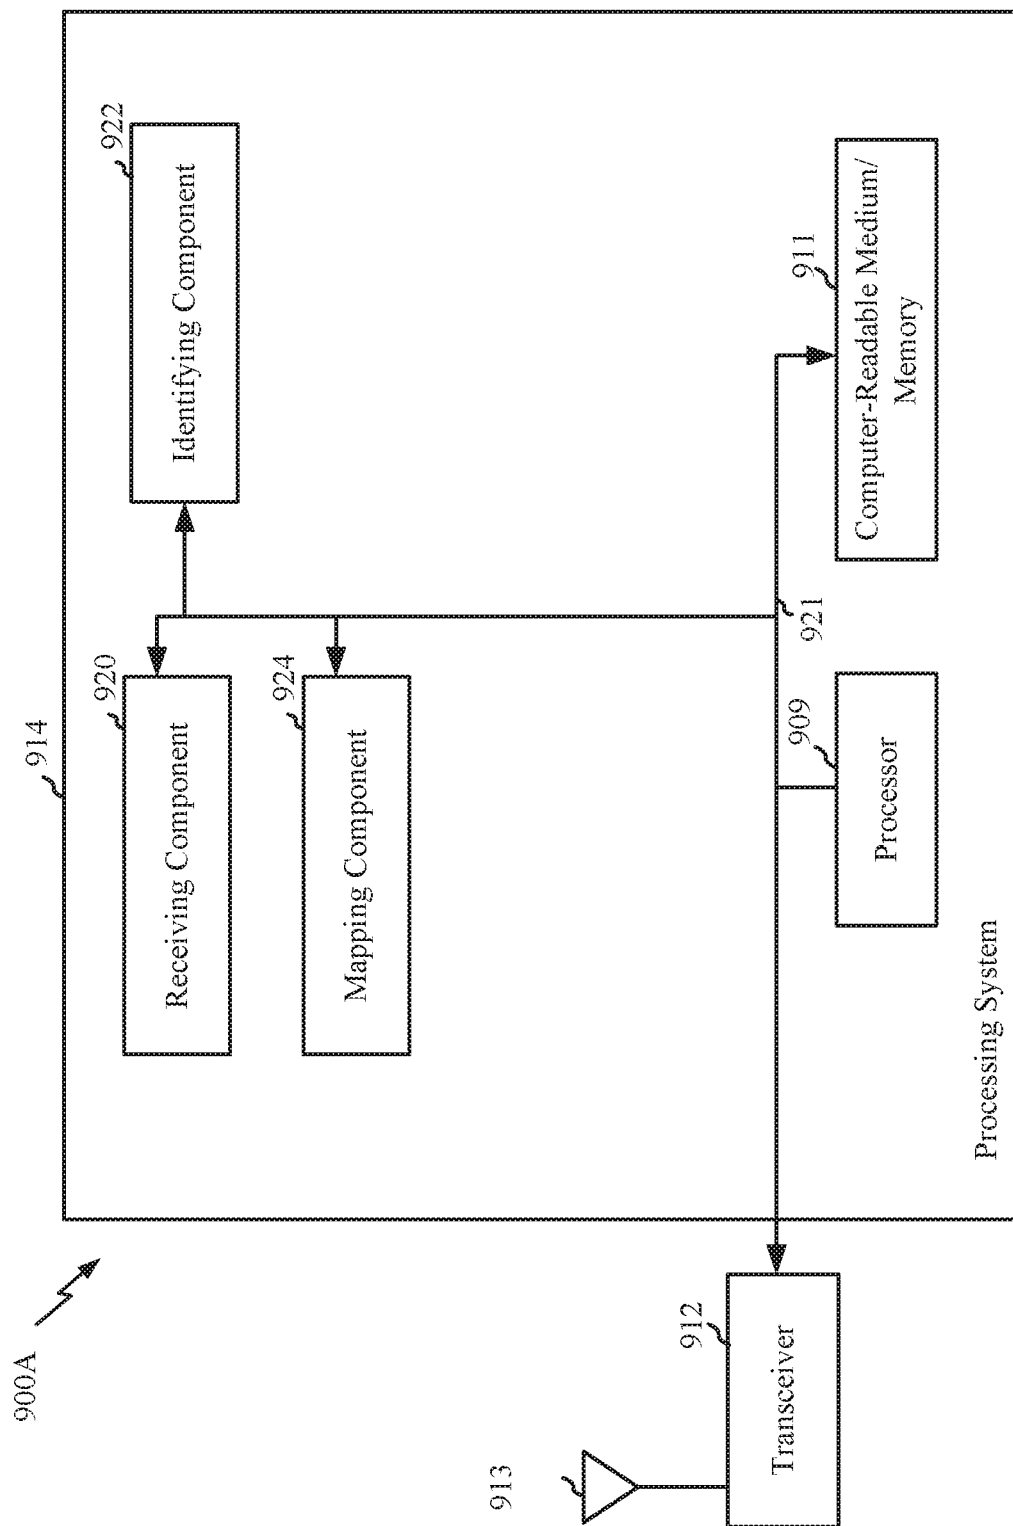 900A
914
920
Receiving Component
922
Identifying Component
924
Mapping Component
913
912
Transceiver
921
909
Processor
911
Computer-Readable Medium/
Memory
Processing System